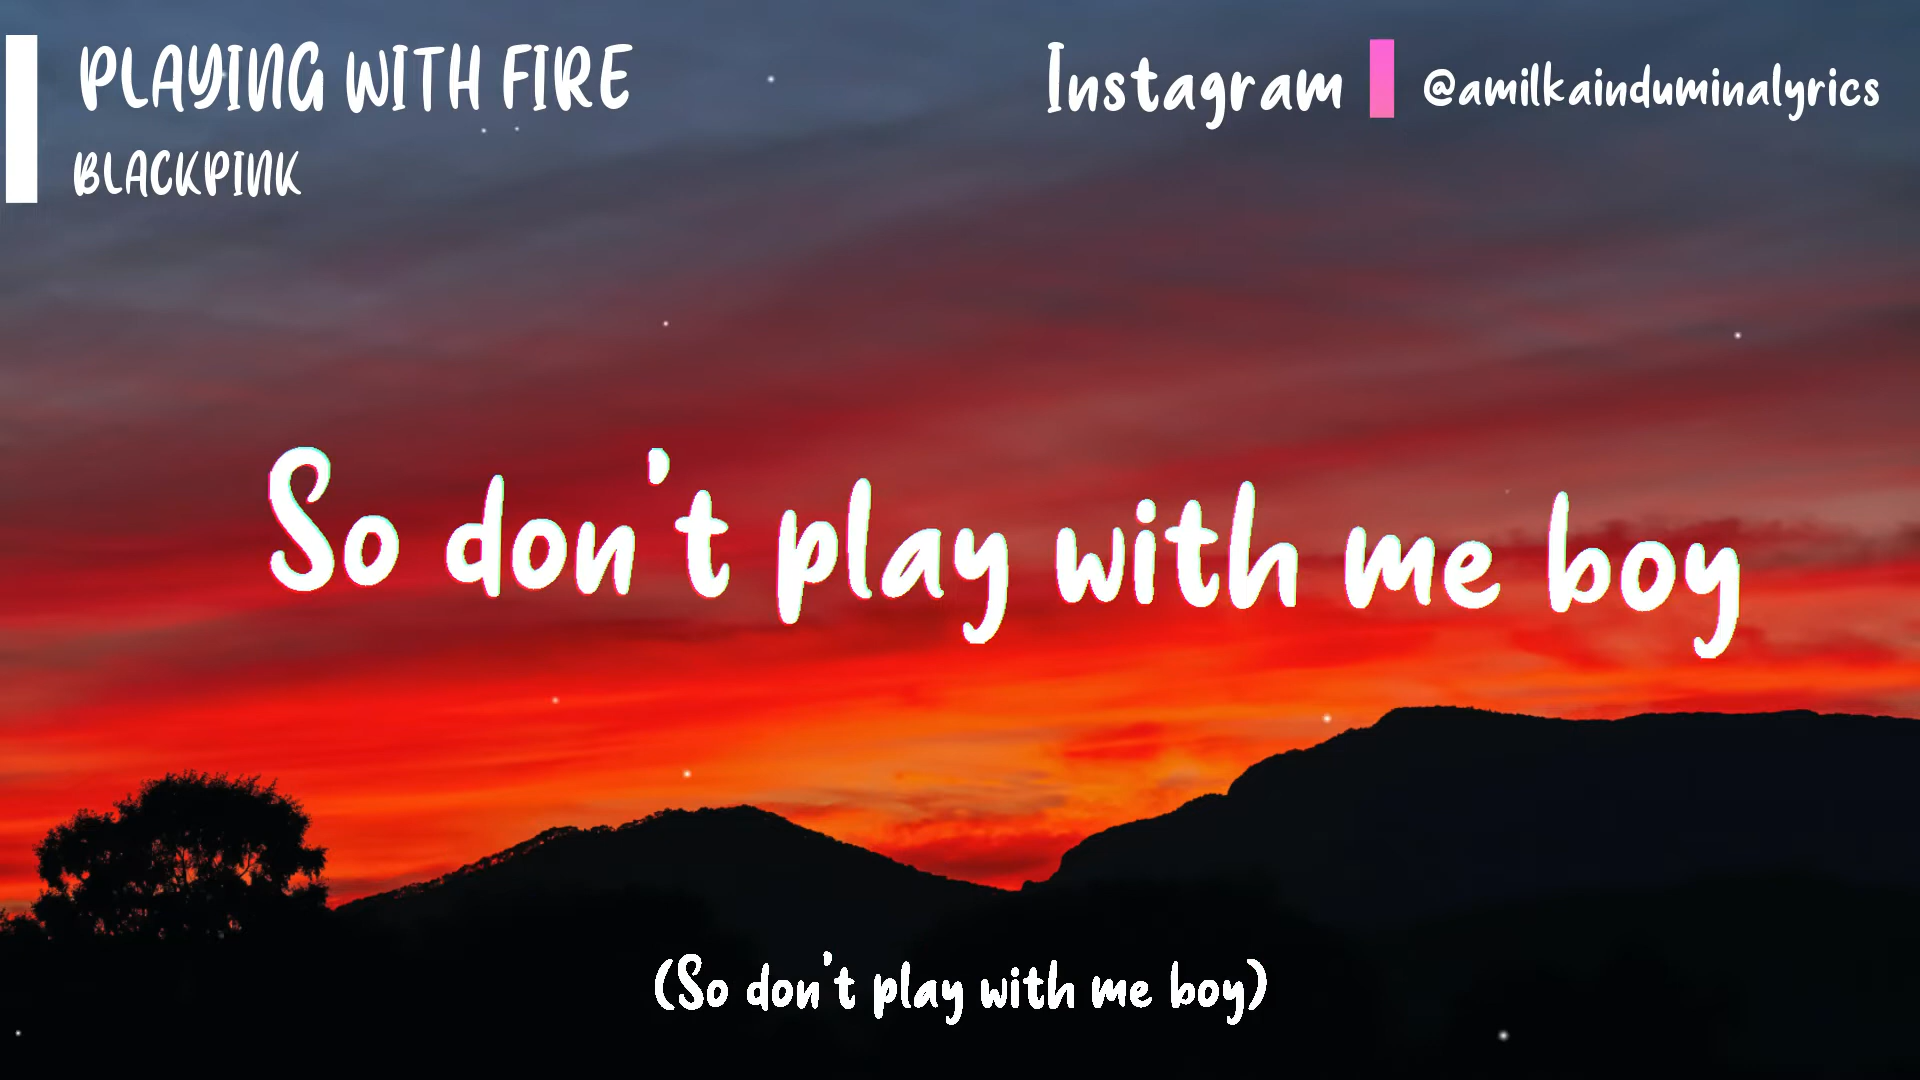 PLAYING WITH FIRE
BLACKPINK
Instagram @amilkainduminalyrics
So don't play with me boy
(So don't play with me boy)